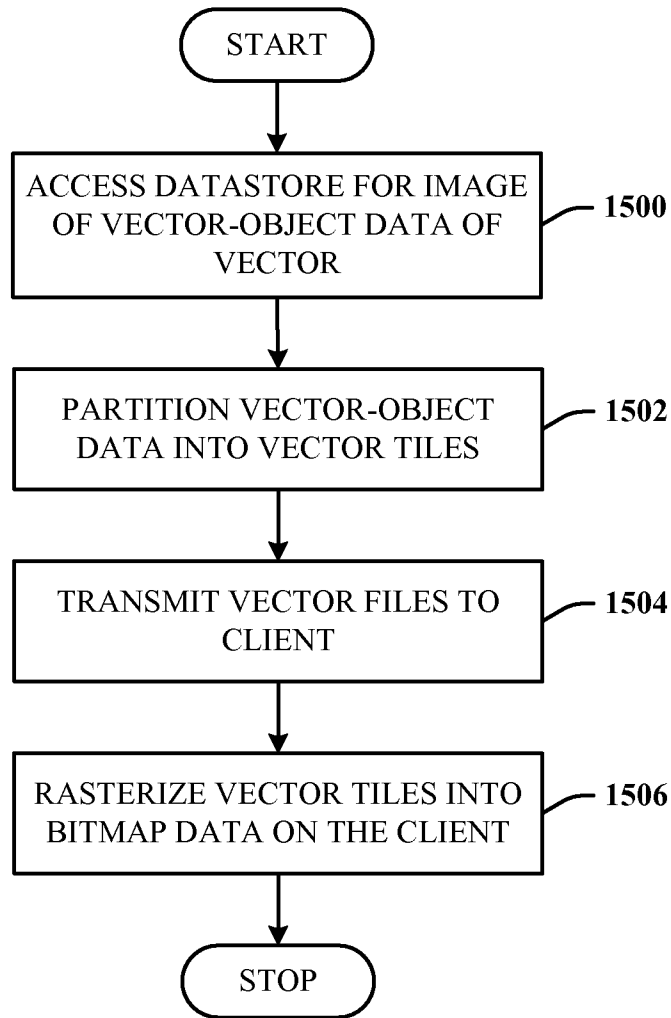 START
ACCESS DATASTORE FOR IMAGE
OF VECTOR-OBJECT DATA OF
VECTOR
1500
PARTITION VECTOR-OBJECT
DATA INTO VECTOR TILES
1502
TRANSMIT VECTOR FILES TO
CLIENT
1504
RASTERIZE VECTOR TILES INTO
BITMAP DATA ON THE CLIENT
1506
STOP